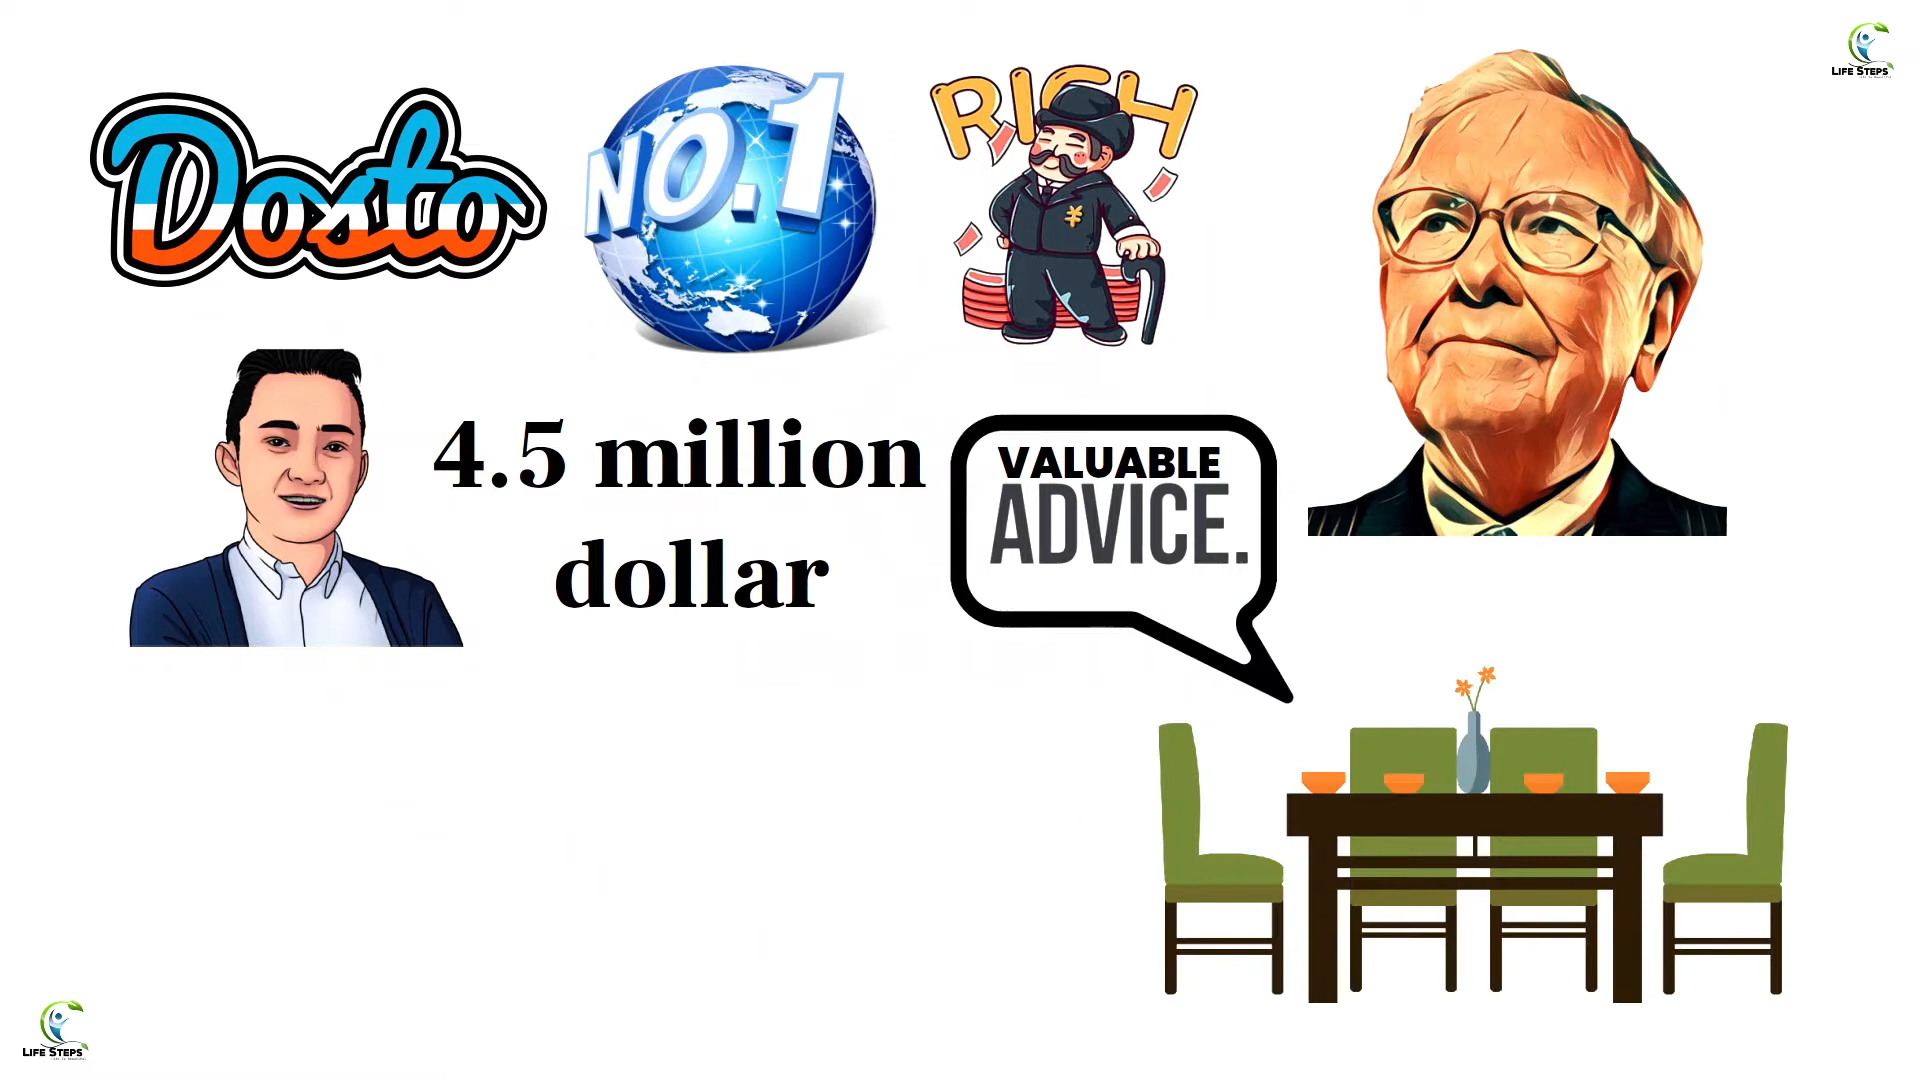 Dosto
NO.1
RICH
¥
LIFE STEPS
4.5 million
dollar
VALUABLE
ADVICE.
LIFE STEPS